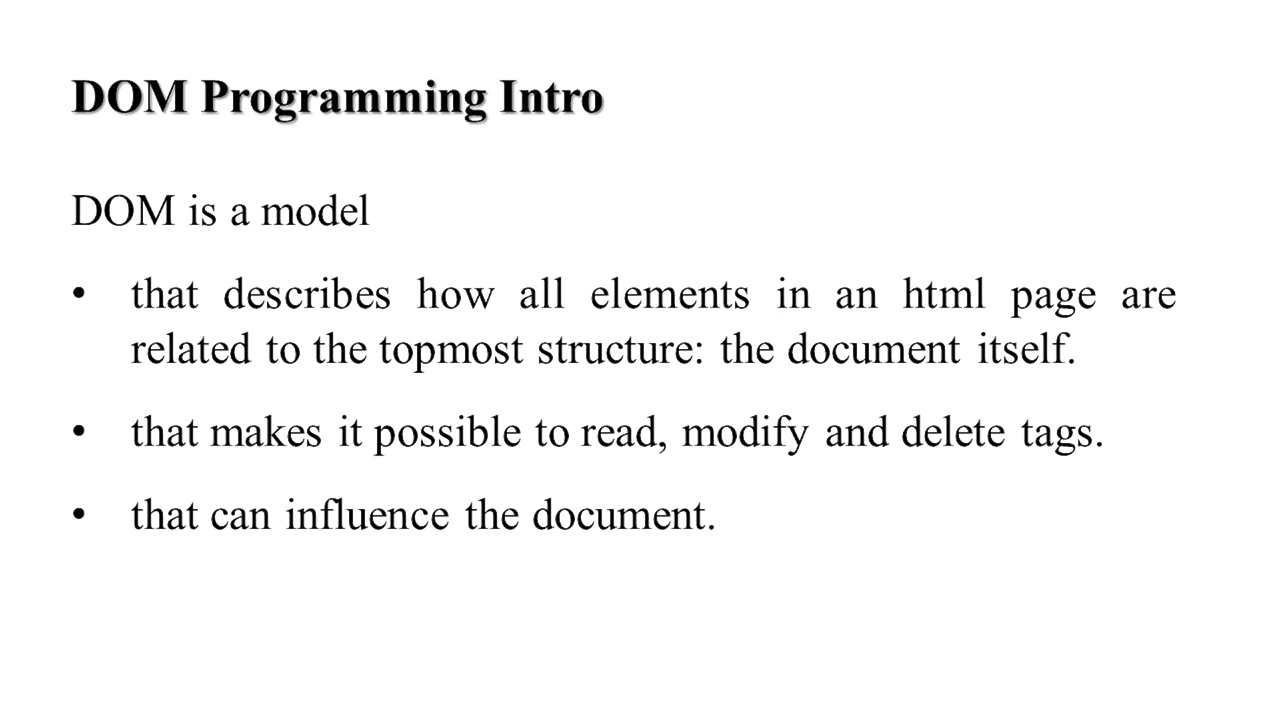 DOM Programming Intro
DOM is a model
• that describes how all elements in an html page are
related to the topmost structure: the document itself.
• that makes it possible to read, modify and delete tags.
• that can influence the document.